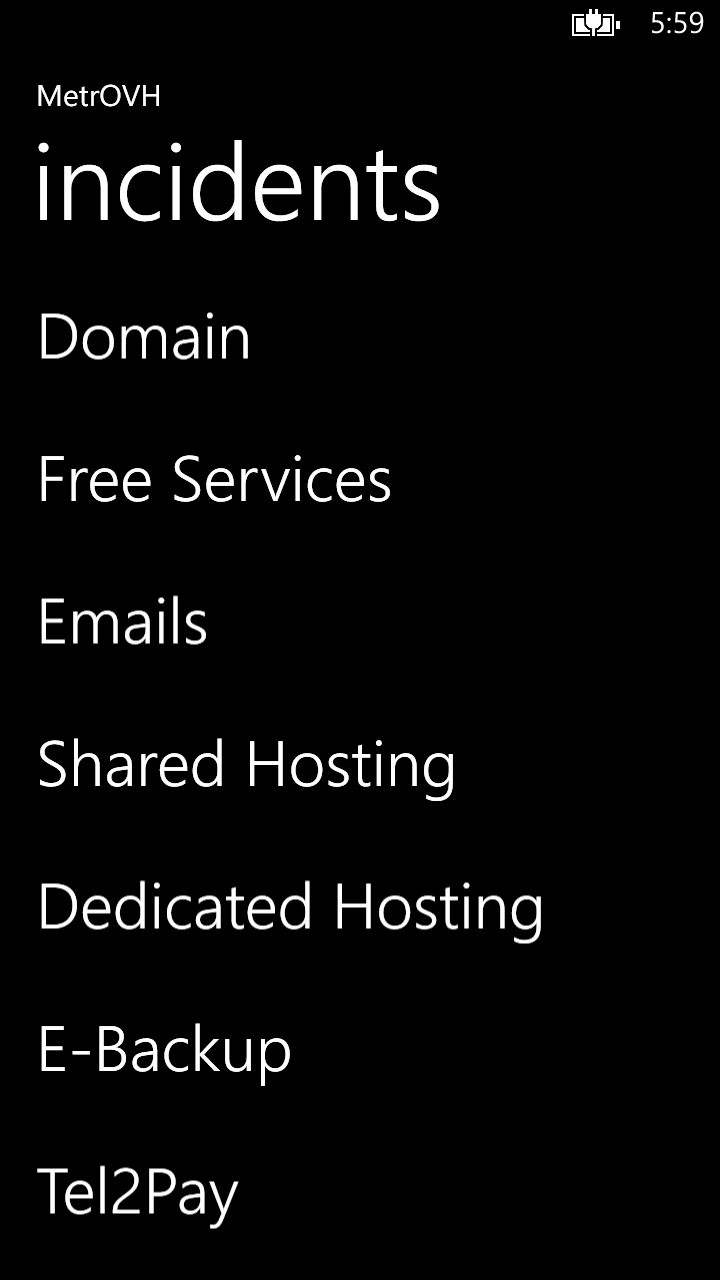 5:59
MetrOVH
incidents
Domain
Free Services
Emails
Shared Hosting
Dedicated Hosting
E-Backup
Tel2Pay